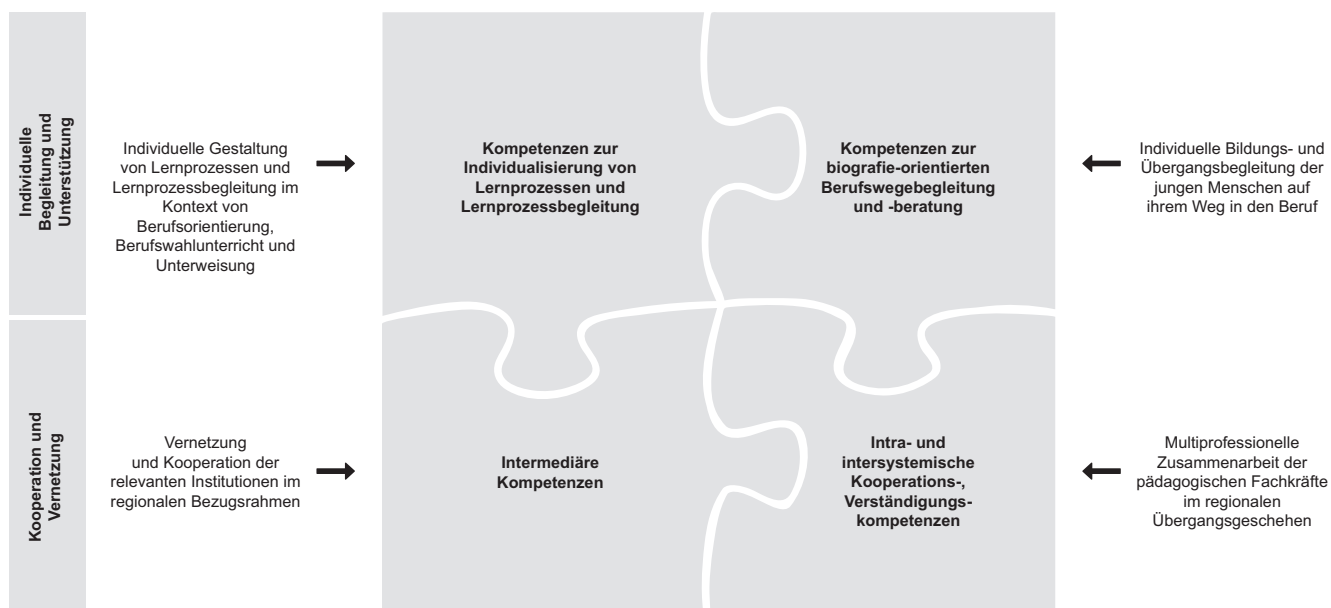 Individuelle
Begleitung und
Unterstützung
Individuelle Gestaltung
von Lernprozessen und
Lernprozessbegleitung im
Kontext von
Berufsorientierung,
Berufswahlunterricht und
Unterweisung
Kompetenzen zur
Individualisierung von
Lernprozessen und
Lernprozessbegleitung
Kompetenzen zur
biografie-orientierten
Berufswegebegleitung
und -beratung
Individuelle Bildungs- und
Übergangsbegleitung der
jungen Menschen auf
ihrem Weg in den Beruf
Kooperation und
Vernetzung
Vernetzung
und Kooperation der
relevanten Institutionen im
regionalen Bezugsrahmen
Intermediäre
Kompetenzen
Intra- und
intersystemische
Kooperations-,
Verständigungs-
kompetenzen
Multiprofessionelle
Zusammenarbeit der
pädagogischen Fachkräfte
im regionalen
Übergangsgeschehen